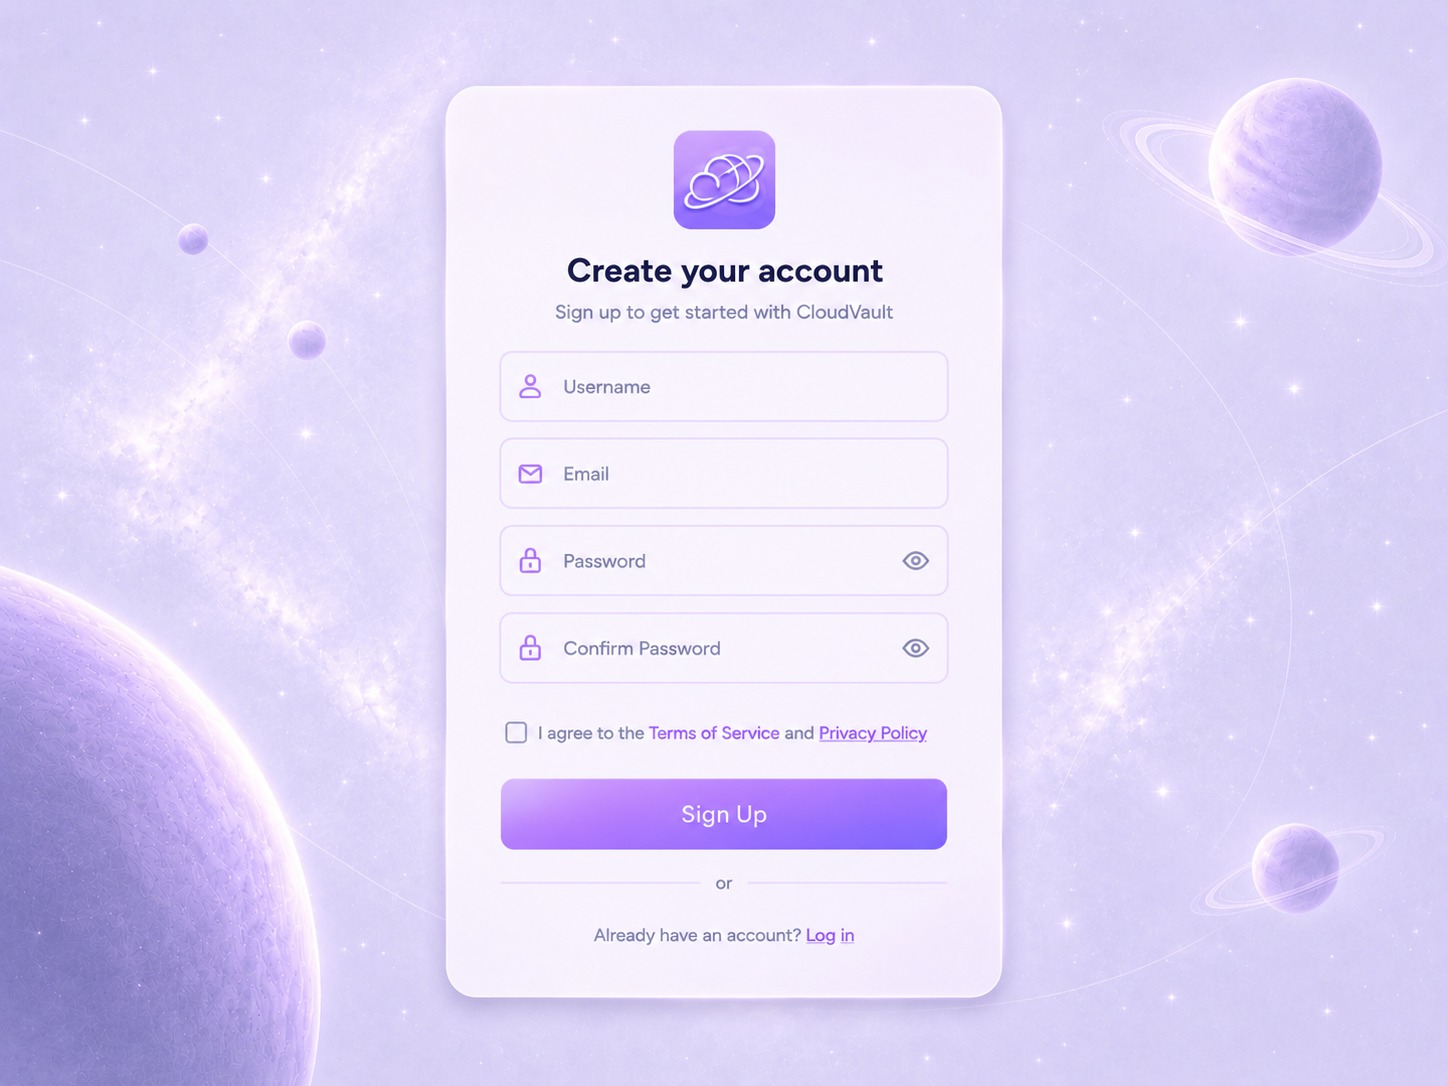 Create your account
Sign up to get started with CloudVault
Username
Email
Password
Confirm Password
I agree to the Terms of Service and Privacy Policy
Sign Up
or
Already have an account? Log in